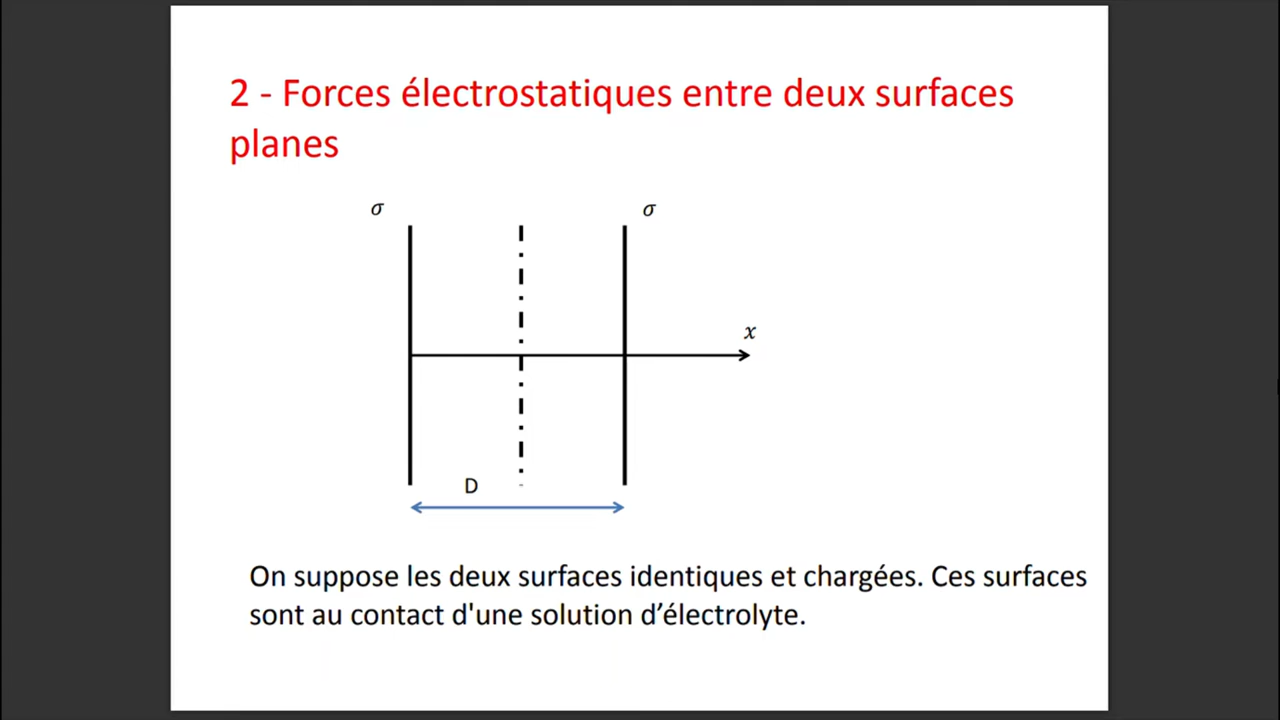 2 - Forces électrostatiques entre deux surfaces
planes
σ
σ
x
D
On suppose les deux surfaces identiques et chargées. Ces surfaces
sont au contact d'une solution d’électrolyte.